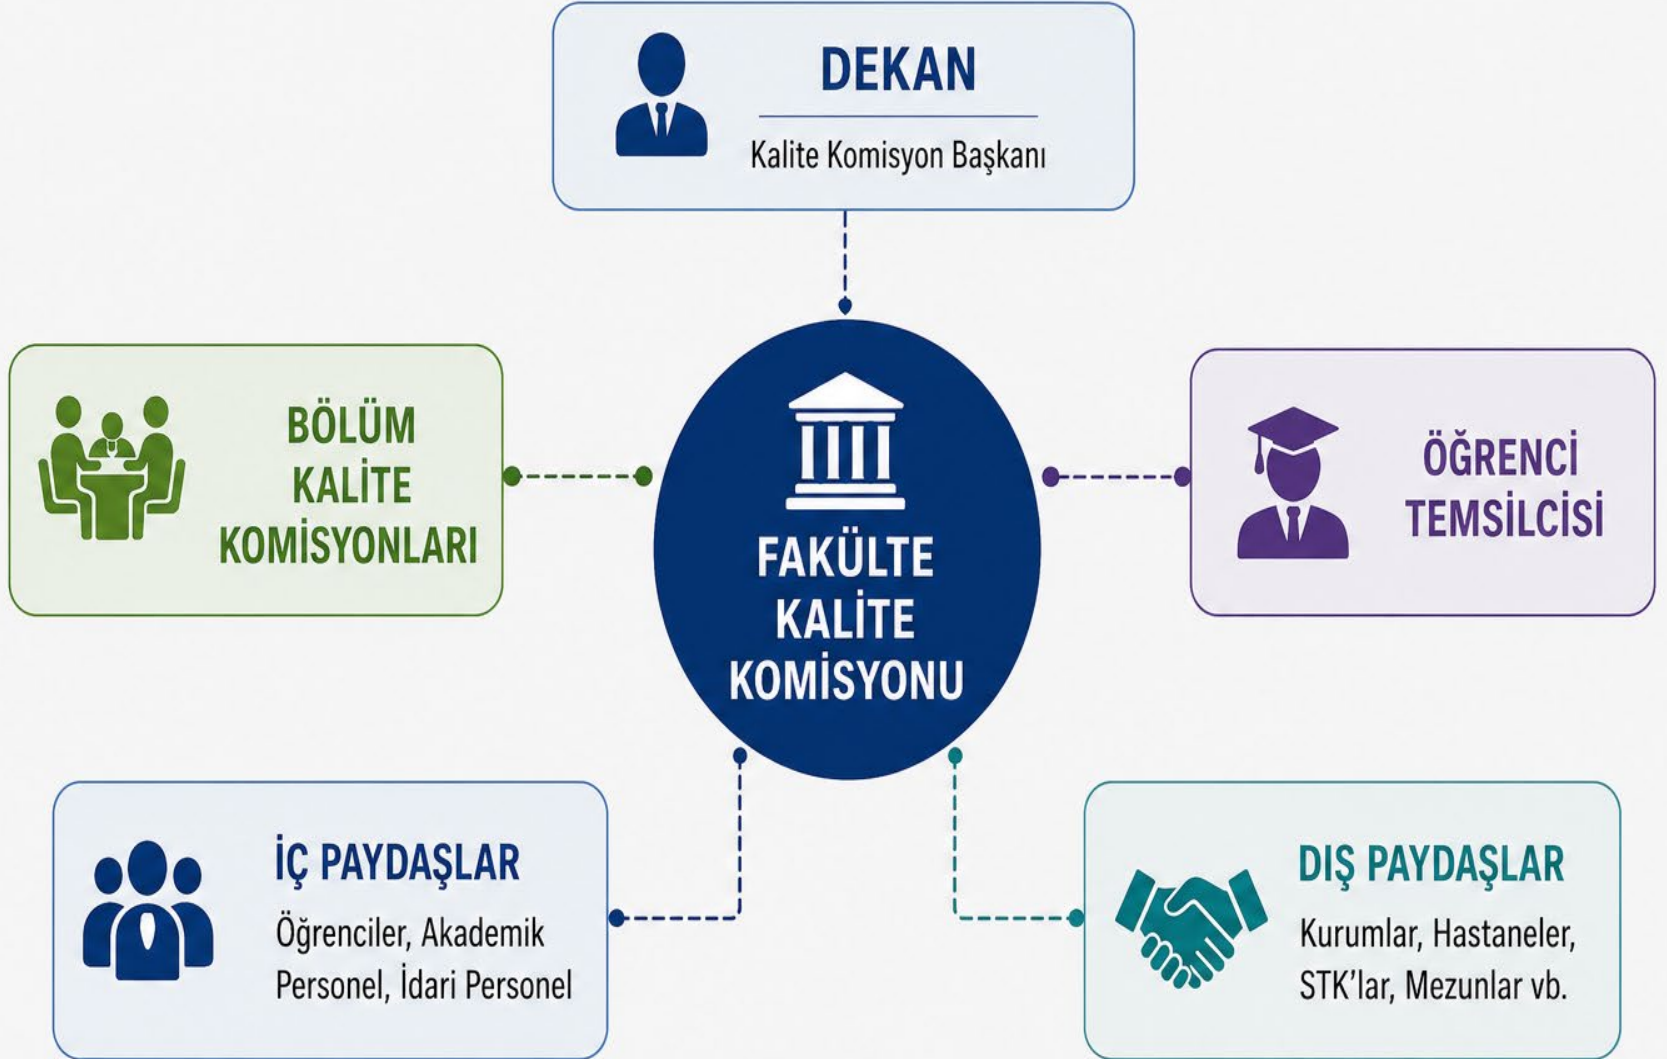 DEKAN
Kalite Komisyon Başkanı
BÖLÜM
KALİTE
KOMİSYONLARI
FAKÜLTE
KALİTE
KOMİSYONU
ÖĞRENCİ
TEMSİLCİSİ
İÇ PAYDAŞLAR
Öğrenciler, Akademik
Personel, İdari Personel
DIŞ PAYDAŞLAR
Kurumlar, Hastaneler,
STK'lar, Mezunlar vb.